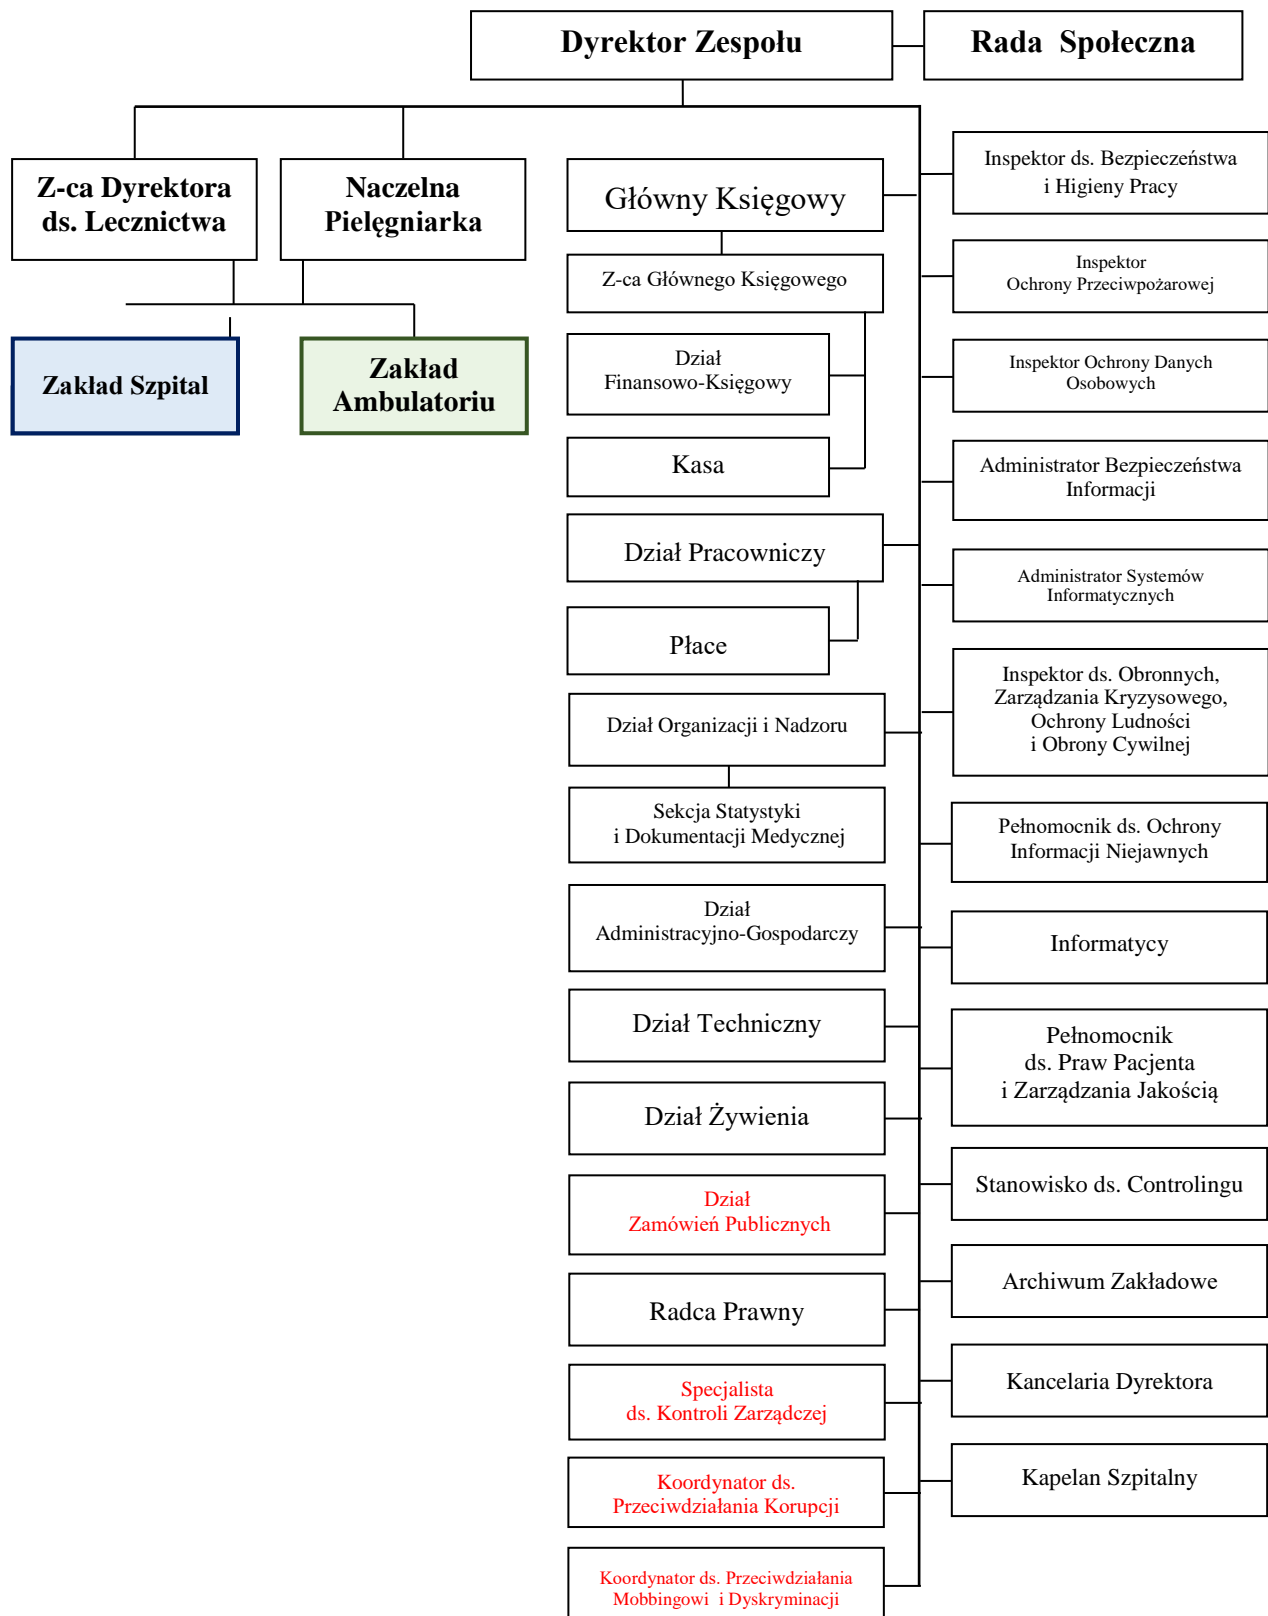 Dyrektor Zespołu
Rada Społeczna
Z-ca Dyrektora
ds. Lecznictwa
Naczelna
Pielęgniarka
Zakład Szpital
Zakład
Ambulatoriu
Główny Księgowy
Z-ca Głównego Księgowego
Dział
Finansowo-Księgowy
Kasa
Dział Pracowniczy
Płace
Dział Organizacji i Nadzoru
Sekcja Statystyki
i Dokumentacji Medycznej
Dział
Administracyjno-Gospodarczy
Dział Techniczny
Dział Żywienia
Dział
Zamówień Publicznych
Radca Prawny
Specjalista
ds. Kontroli Zarządczej
Koordynator ds.
Przeciwdziałania Korupcji
Koordynator ds. Przeciwdziałania
Mobbingowi i Dyskryminacji
Inspektor ds. Bezpieczeństwa
i Higieny Pracy
Inspektor
Ochrony Przeciwpożarowej
Inspektor Ochrony Danych
Osobowych
Administrator Bezpieczeństwa
Informacji
Administrator Systemów
Informatycznych
Inspektor ds. Obronnych,
Zarządzania Kryzysowego,
Ochrony Ludności
i Obrony Cywilnej
Pełnomocnik ds. Ochrony
Informacji Niejawnych
Informatycy
Pełnomocnik
ds. Praw Pacjenta
i Zarządzania Jakością
Stanowisko ds. Controlingu
Archiwum Zakładowe
Kancelaria Dyrektora
Kapelan Szpitalny